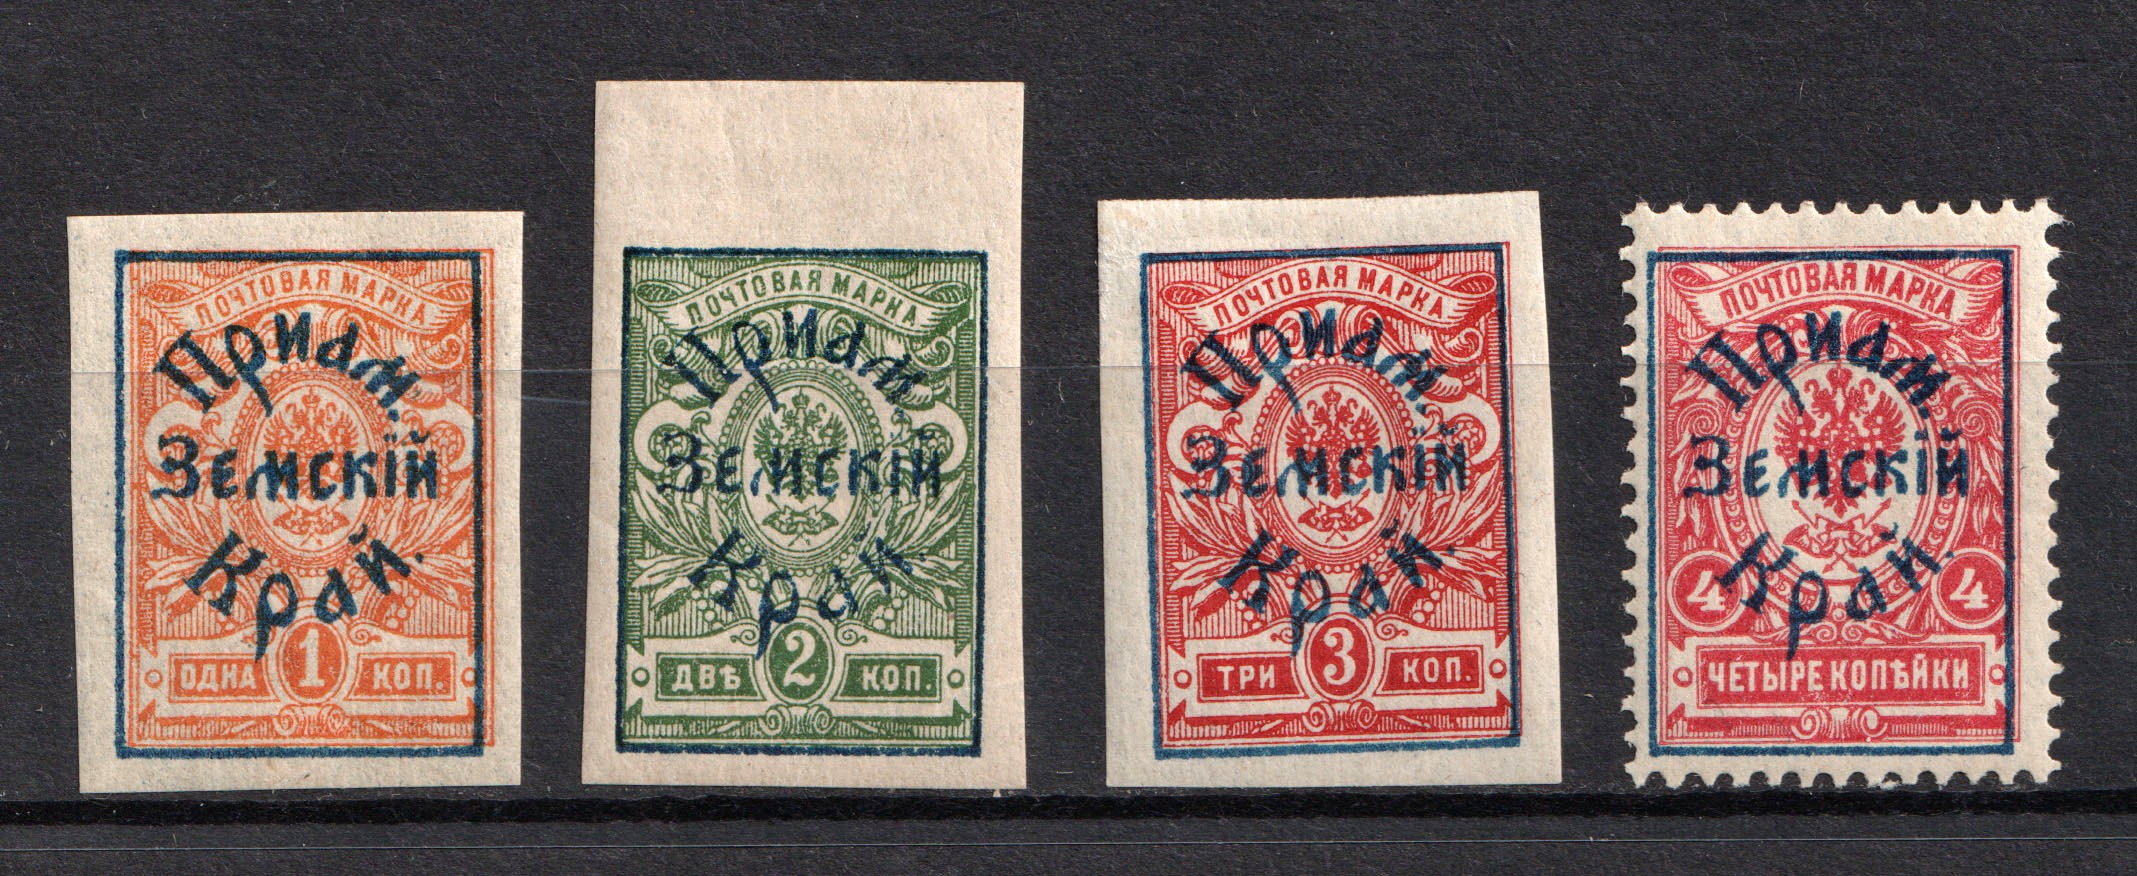 ПОЧТОВАЯ МАРКА
Приам.
Земскій
Край.
1
ОДНА КОП.
ПОЧТОВАЯ МАРКА
Приам.
Земскій
Край.
2
ДВѢ КОП.
ПОЧТОВАЯ МАРКА
Приам.
Земскій
Край.
3
ТРИ КОП.
ПОЧТОВАЯ МАРКА
Приам.
Земскій
Край.
4 4
ЧЕТЫРЕ КОПѢЙКИ